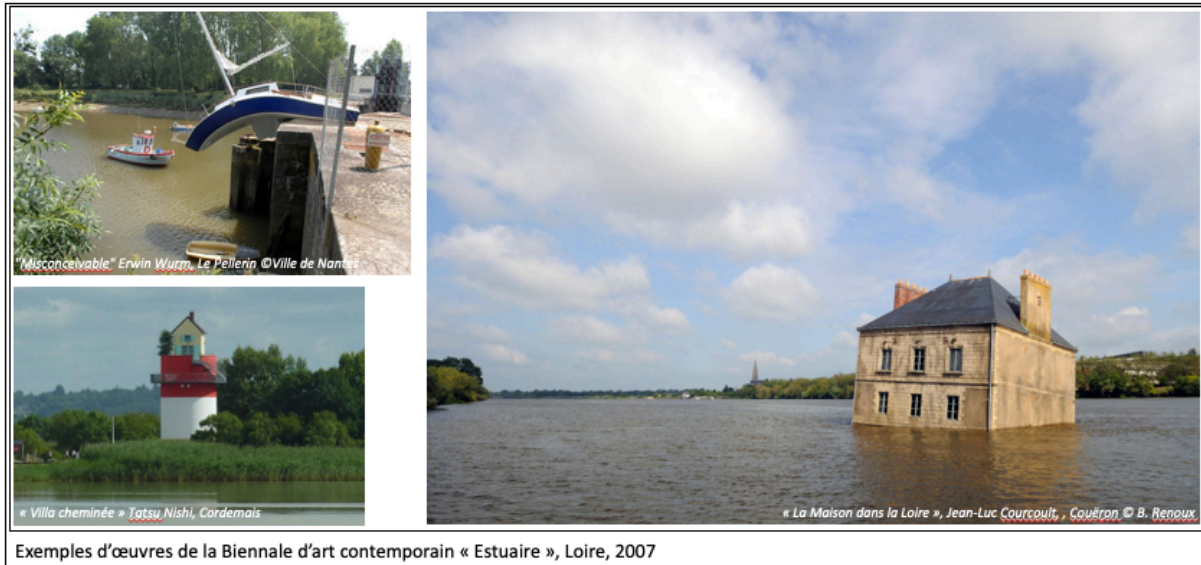 "Misconceivable" Erwin Wurm, Le Pellerin ©Ville de Nantes
« Villa cheminée » Tatsu Nishi, Cordemais
« La Maison dans la Loire », Jean-Luc Courcoult, , Couëron © B. Renoux
Exemples d'œuvres de la Biennale d'art contemporain « Estuaire », Loire, 2007